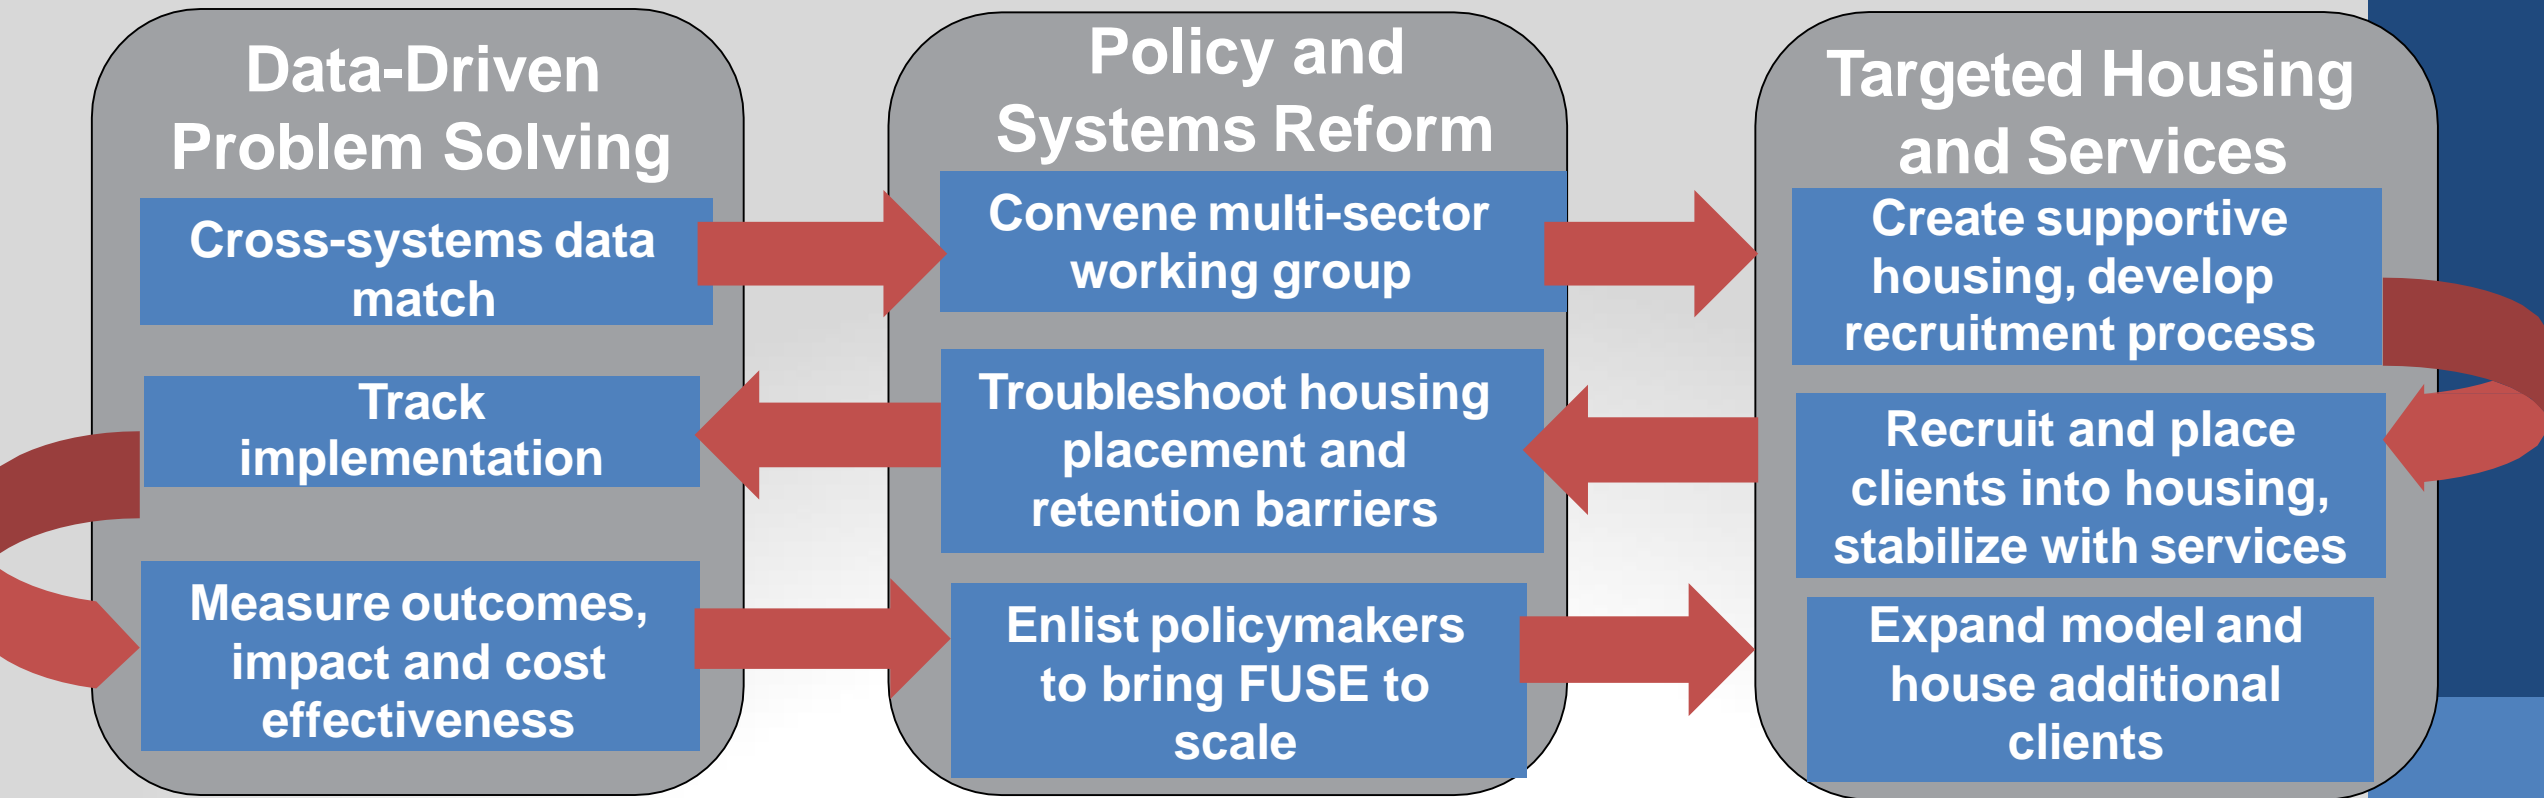 Data-Driven
Problem Solving
Cross-systems data
match
Track
implementation
Measure outcomes,
impact and cost
effectiveness
Policy and
Systems Reform
Convene multi-sector
working group
Troubleshoot housing
placement and
retention barriers
Enlist policymakers
to bring FUSE to
scale
Targeted Housing
and Services
Create supportive
housing, develop
recruitment process
Recruit and place
clients into housing,
stabilize with services
Expand model and
house additional
clients